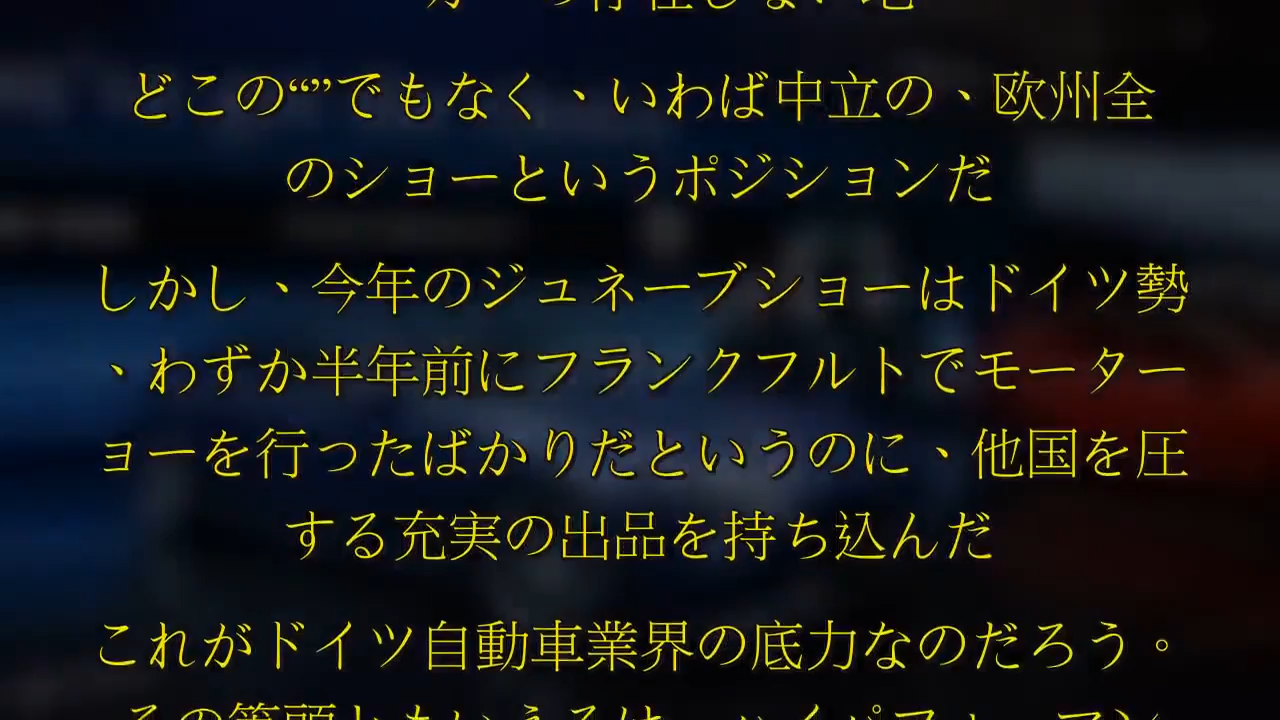 どこの“”でもなく、いわば中立の、欧州全
のショーというポジションだ
しかし、今年のジュネーブショーはドイツ勢
、わずか半年前にフランクフルトでモーター
ョーを行ったばかりだというのに、他国を圧
する充実の出品を持ち込んだ
これがドイツ自動車業界の底力なのだろう。